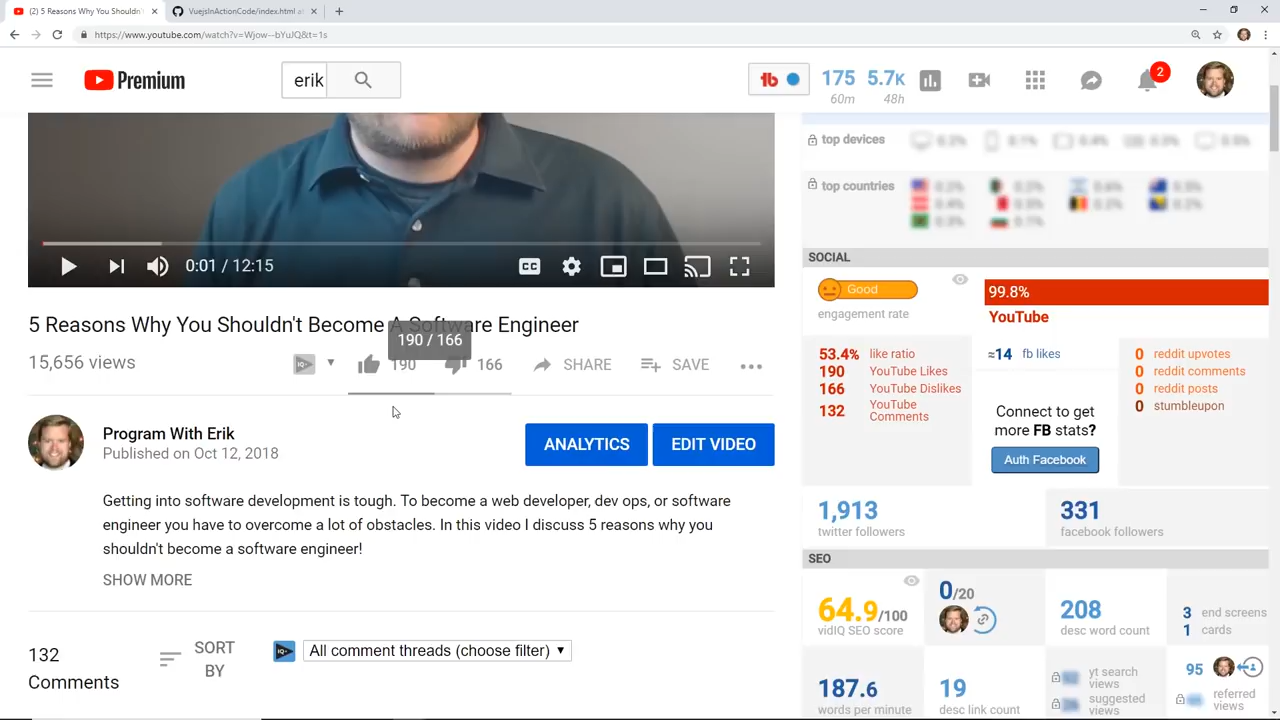 (2) 5 Reasons Why You Shouldn't
VuejsInActionCode/index.html at
https://www.youtube.com/watch?v=Wjow--bYuJQ&t=1s
Premium
erik
175
60m
5.7K
48h
2
top devices
top countries
0:01 / 12:15
CC
5 Reasons Why You Shouldn't Become A Software Engineer
190 / 166
15,656 views
190
166
SHARE
SAVE
Program With Erik
Published on Oct 12, 2018
ANALYTICS
EDIT VIDEO
Getting into software development is tough. To become a web developer, dev ops, or software
engineer you have to overcome a lot of obstacles. In this video I discuss 5 reasons why you
shouldn't become a software engineer!
SHOW MORE
132
Comments
SORT
BY
All comment threads (choose filter)
SOCIAL
Good
engagement rate
99.8%
YouTube
53.4% like ratio
190 YouTube Likes
166 YouTube Dislikes
132 YouTube
Comments
≈14 fb likes
Connect to get
more FB stats?
Auth Facebook
0 reddit upvotes
0 reddit comments
0 reddit posts
0 stumbleupon
1,913
twitter followers
331
facebook followers
SEO
64.9/100
vidIQ SEO score
0/20
208
desc word count
3 end screens
1 cards
187.6
words per minute
19
desc link count
yt search
views
suggested
views
95
referred
views